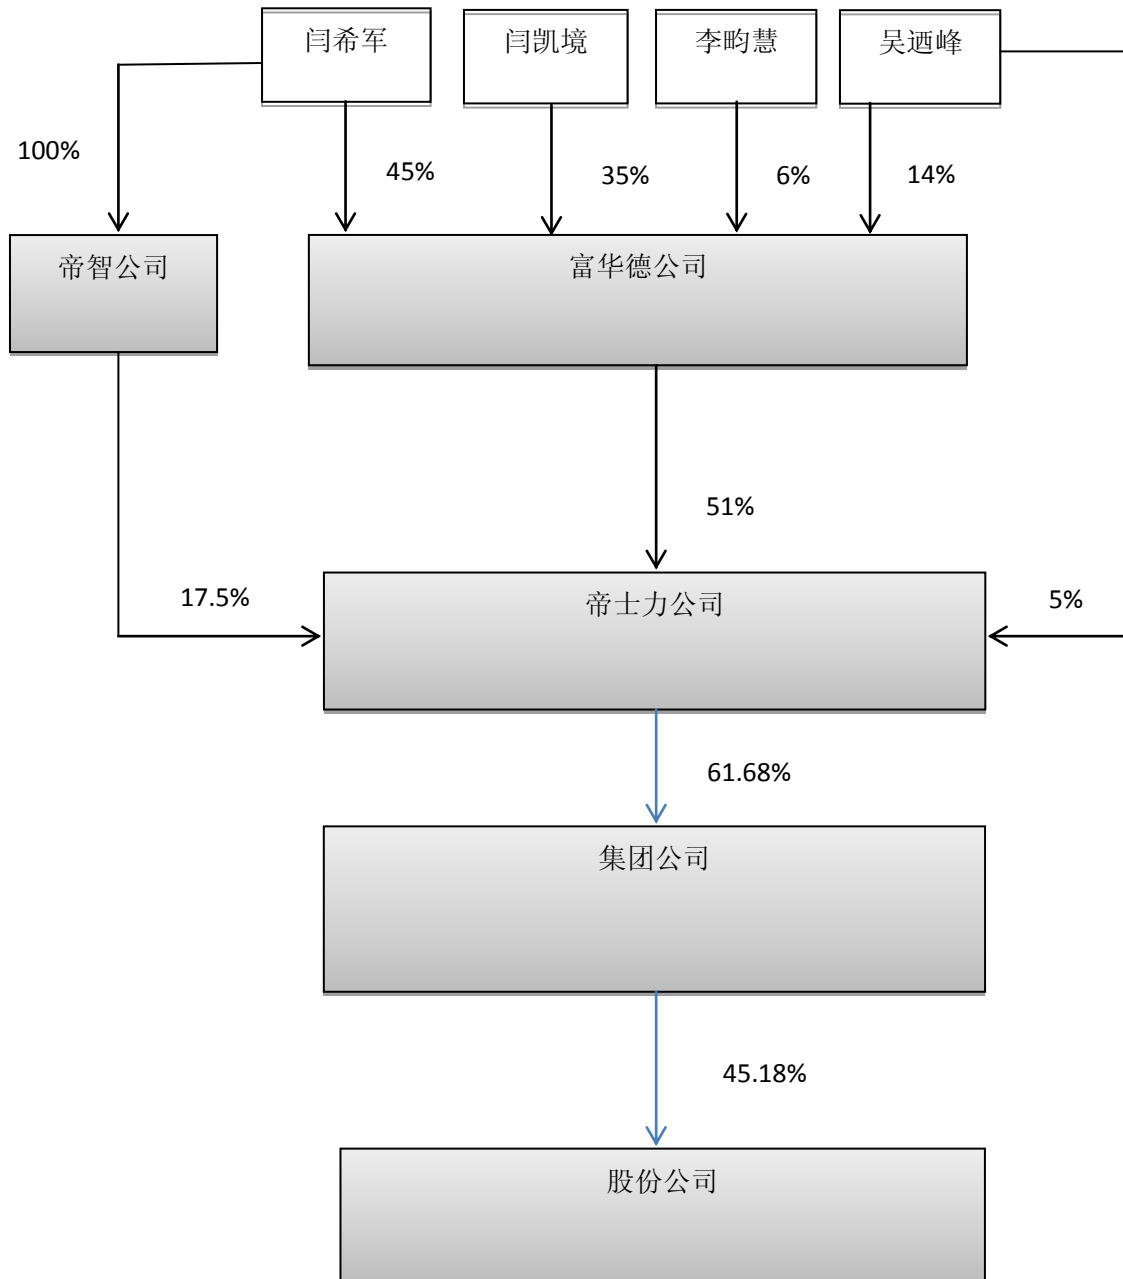 闫希军
闫凯境
李畇慧
吴迺峰
100%
45%
35%
6%
14%
帝智公司
富华德公司
51%
17.5%
帝士力公司
5%
61.68%
集团公司
45.18%
股份公司